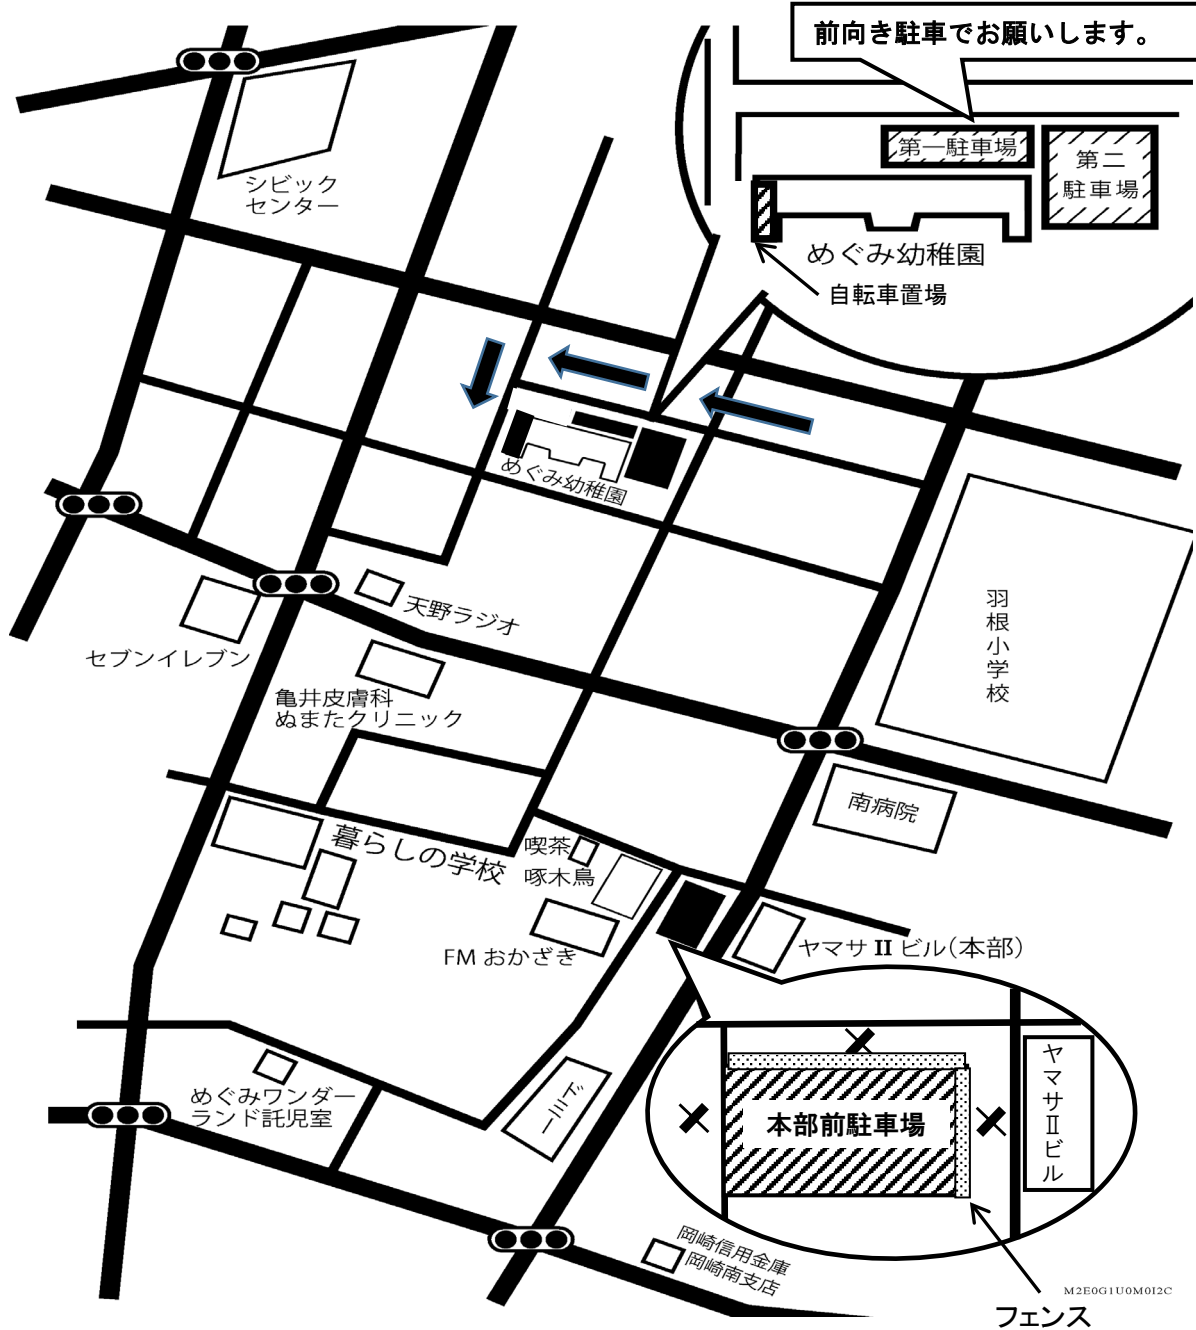 前向き駐車でお願いします。
第一駐車場
第二
駐車場
めぐみ幼稚園
自転車置場
シビック
センター
めぐみ幼稚園
天野ラジオ
セブンイレブン
亀井皮膚科
ぬまたクリニック
羽根小学校
南病院
暮らしの学校
喫茶
啄木鳥
FM おかざき
ヤマサ II ビル(本部)
めぐみワンダー
ランド託児室
ドミー
本部前駐車場
ヤマサⅡビル
岡崎信用金庫
岡崎南支店
M2E0G1U0M0I2C
フェンス